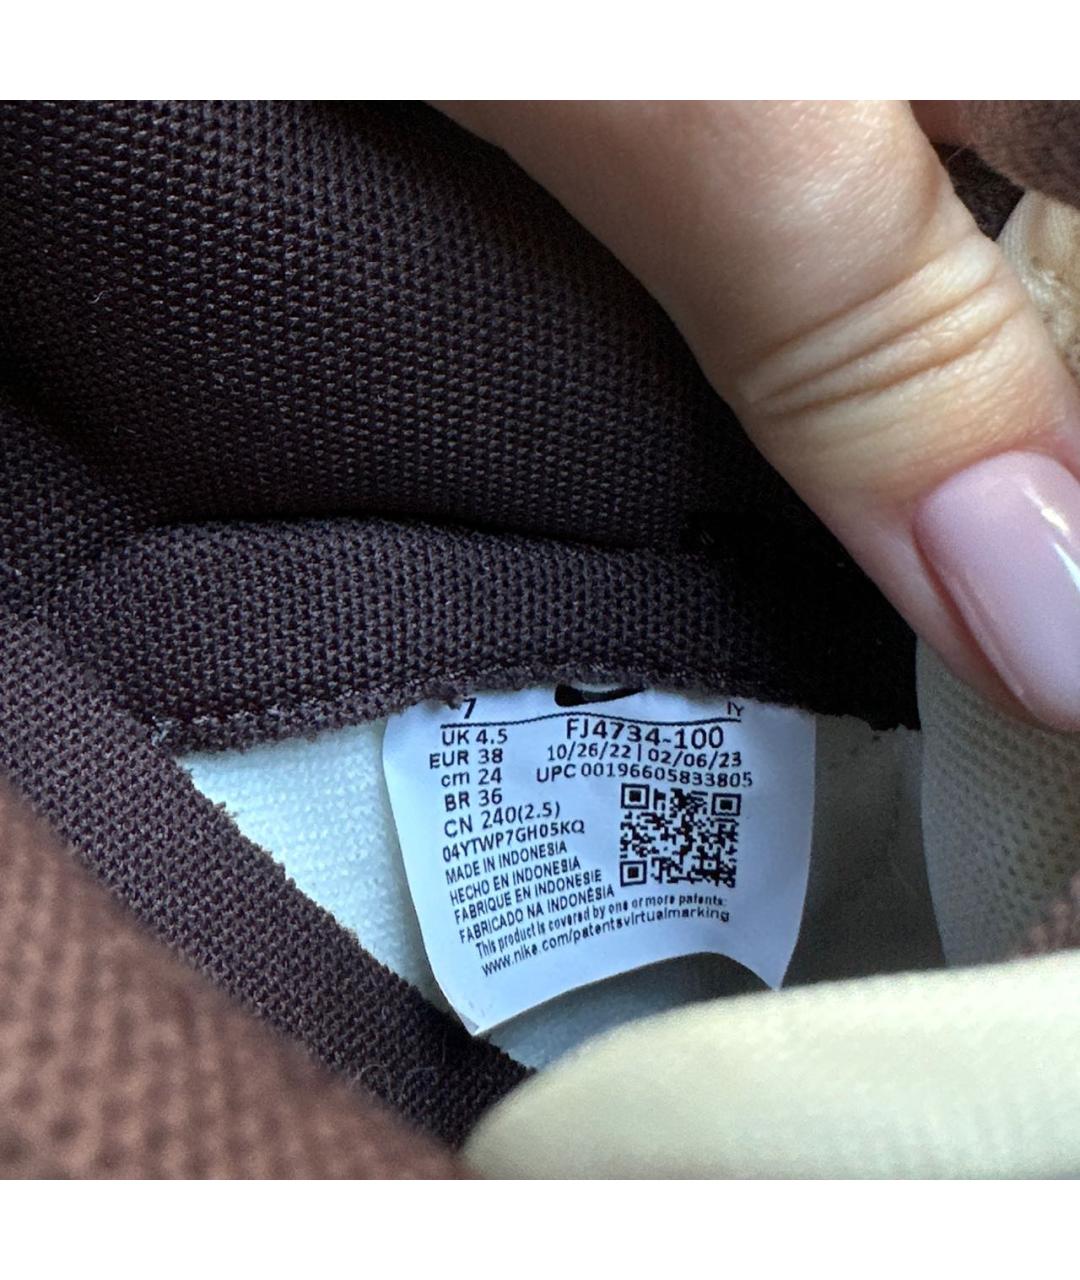 7 IY
UK 4.5 FJ4734-100
EUR 38 10/26/22 | 02/06/23
cm 24 UPC 00196605833805
BR 36
CN 240(2.5)
04YTWP7GH05KQ
MADE IN INDONESIA
HECHO EN INDONESIA
FABRIQUE EN INDONESIE
FABRICADO NA INDONÉSIA
This product is covered by one or more patents:
www.nike.com/patentsvirtualmarking